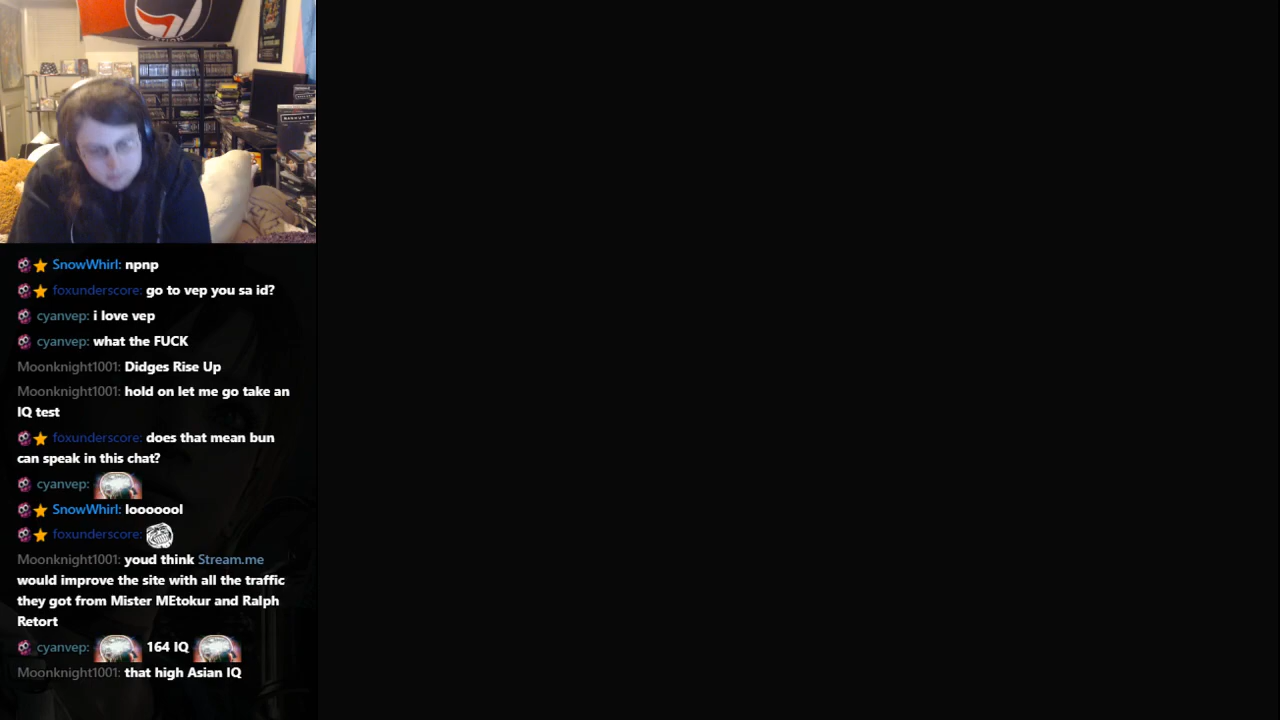 ACTION
MANHUNT
SnowWhirl: npnp
foxunderscore: go to vep you sa id?
cyanvep: i love vep
cyanvep: what the FUCK
Moonknight1001: Didges Rise Up
Moonknight1001: hold on let me go take an
IQ test
foxunderscore: does that mean bun
can speak in this chat?
cyanvep:
SnowWhirl: looooool
foxunderscore:
Moonknight1001: youd think Stream.me
would improve the site with all the traffic
they got from Mister MEtokur and Ralph
Retort
cyanvep: 164 IQ
Moonknight1001: that high Asian IQ